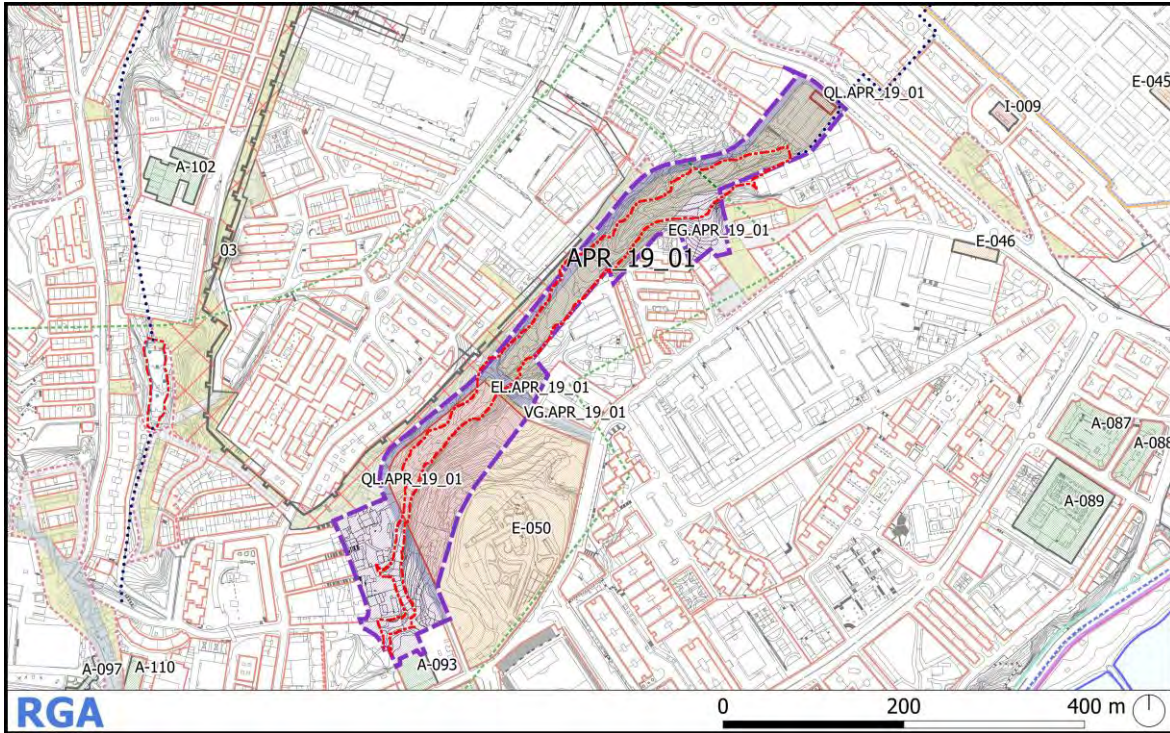 QL.APR_19_01
E-045
I-009
A-102
EG.APR_19_01
E-046
03
APR_19_01
EL.APR_19_01
VG.APR_19_01
A-087
A-088
QL.APR_19_01
A-089
E-050
A-097
A-110
A-093
RGA
0 200 400 m